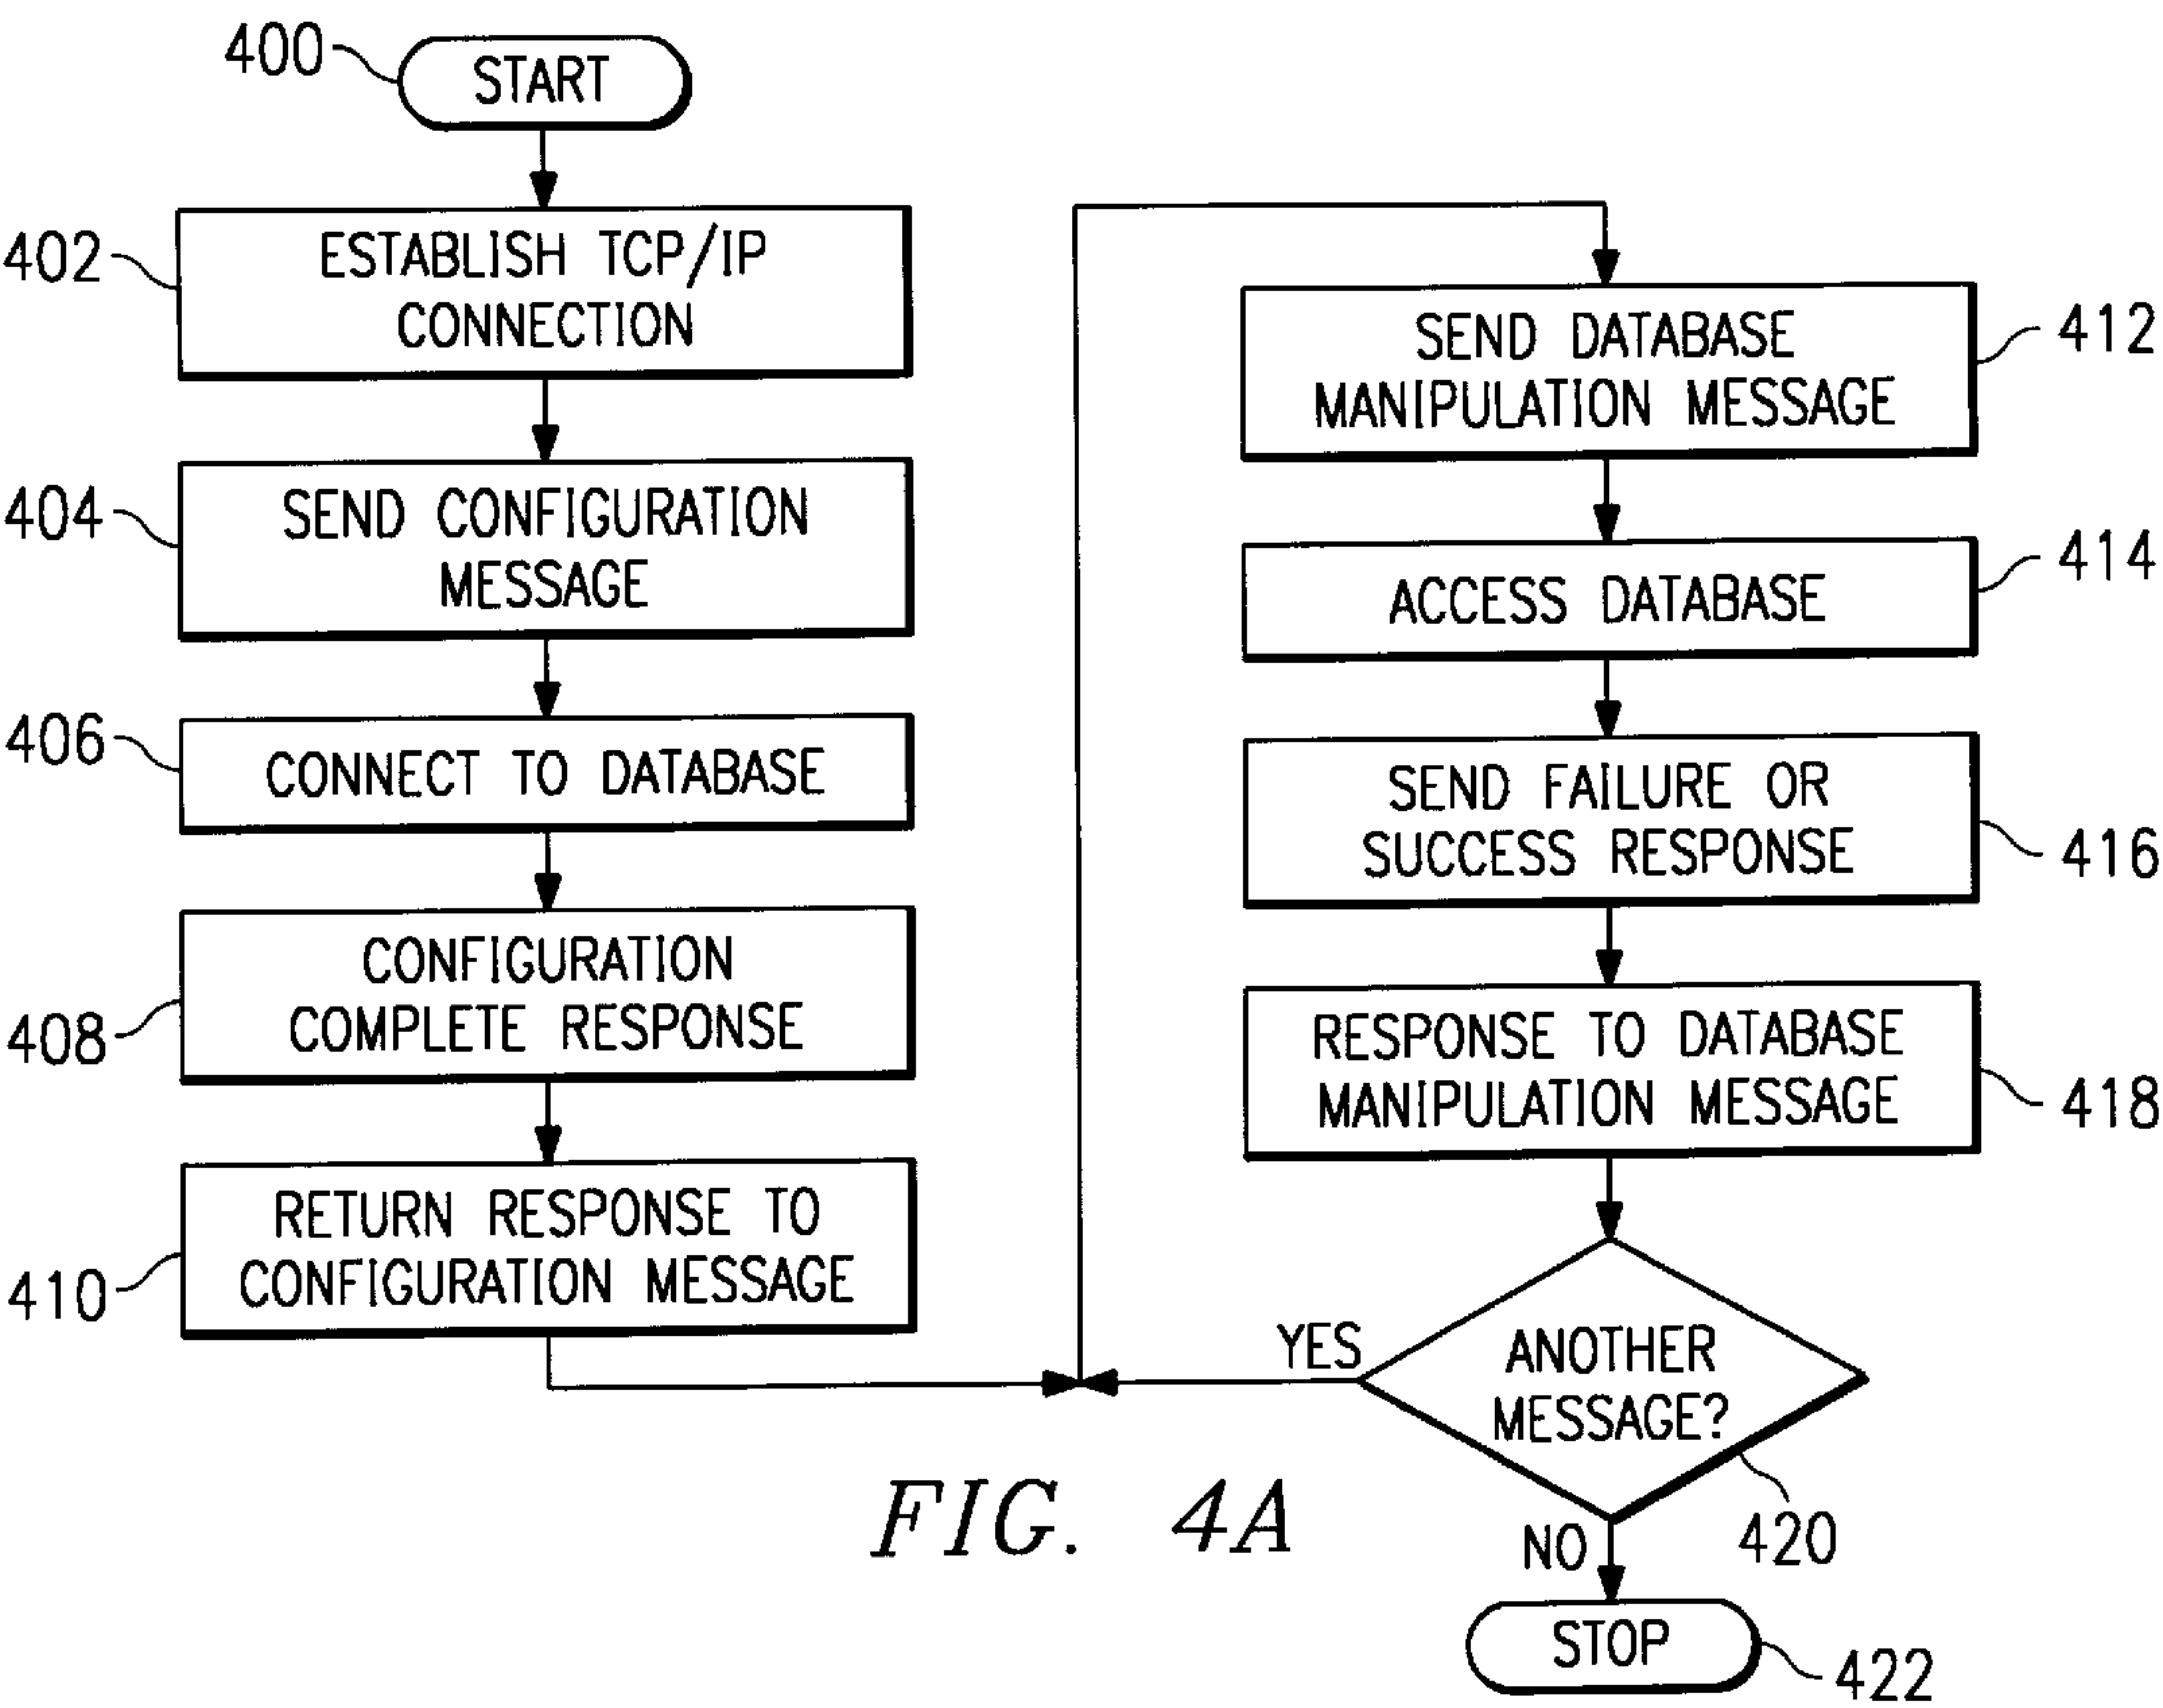 400
START
402
ESTABLISH TCP/IP
CONNECTION
404
SEND CONFIGURATION
MESSAGE
406
CONNECT TO DATABASE
408
CONFIGURATION
COMPLETE RESPONSE
410
RETURN RESPONSE TO
CONFIGURATION MESSAGE
412
SEND DATABASE
MANIPULATION MESSAGE
414
ACCESS DATABASE
416
SEND FAILURE OR
SUCCESS RESPONSE
418
RESPONSE TO DATABASE
MANIPULATION MESSAGE
YES
ANOTHER
MESSAGE?
420
NO
STOP
422
FIG. 4A